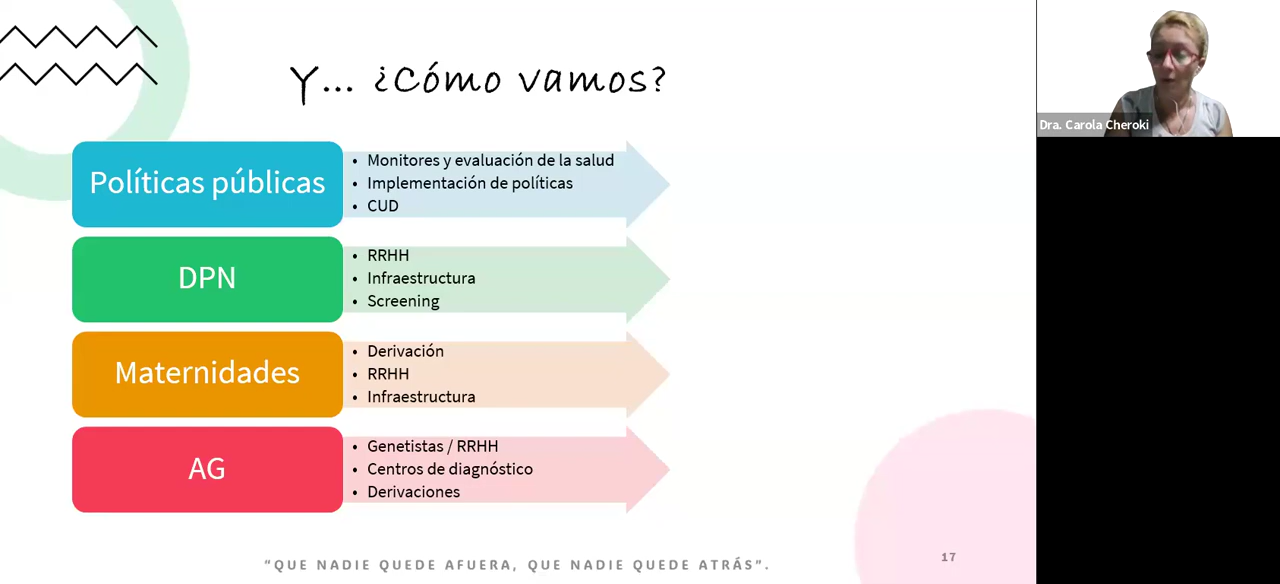 Y... ¿Cómo vamos?
Dra. Carola Cheroki
Políticas públicas
• Monitores y evaluación de la salud
• Implementación de políticas
• CUD
DPN
• RRHH
• Infraestructura
• Screening
Maternidades
• Derivación
• RRHH
• Infraestructura
AG
• Genetistas / RRHH
• Centros de diagnóstico
• Derivaciones
"QUE NADIE QUEDE AFUERA, QUE NADIE QUEDE ATRÁS".
17